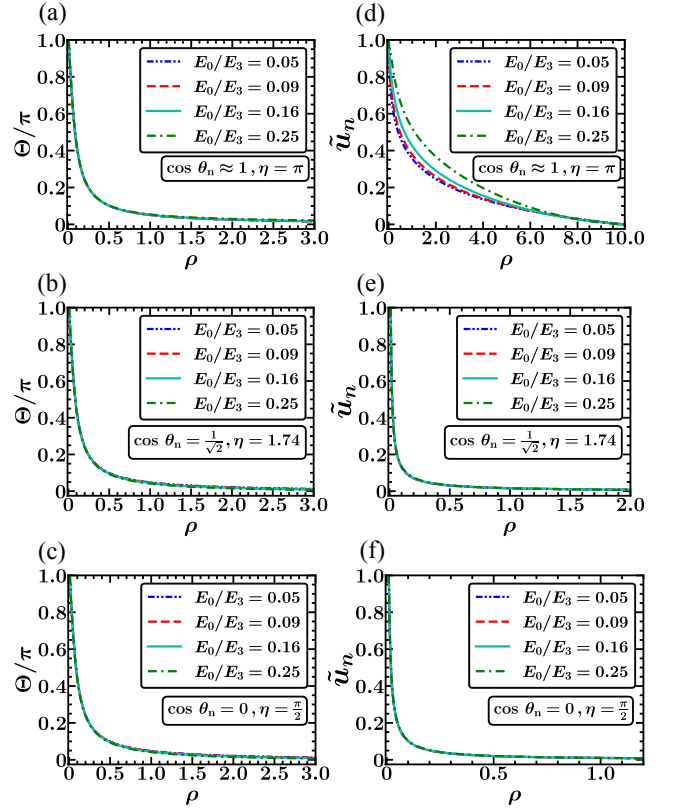 (a)
Θ/π
1.0
0.8
0.6
0.4
0.2
0
E₀/E₃ = 0.05
E₀/E₃ = 0.09
E₀/E₃ = 0.16
E₀/E₃ = 0.25
cos θₙ ≈ 1, η = π
0 0.5 1.0 1.5 2.0 2.5 3.0
ρ
(d)
ũₙ
1.0
0.8
0.6
0.4
0.2
0
E₀/E₃ = 0.05
E₀/E₃ = 0.09
E₀/E₃ = 0.16
E₀/E₃ = 0.25
cos θₙ ≈ 1, η = π
0 2.0 4.0 6.0 8.0 10.0
ρ
(b)
Θ/π
1.0
0.8
0.6
0.4
0.2
0
E₀/E₃ = 0.05
E₀/E₃ = 0.09
E₀/E₃ = 0.16
E₀/E₃ = 0.25
cos θₙ = 1/√2, η = 1.74
0 0.5 1.0 1.5 2.0 2.5 3.0
ρ
(e)
ũₙ
1.0
0.8
0.6
0.4
0.2
0
E₀/E₃ = 0.05
E₀/E₃ = 0.09
E₀/E₃ = 0.16
E₀/E₃ = 0.25
cos θₙ = 1/√2, η = 1.74
0 0.5 1.0 1.5 2.0
ρ
(c)
Θ/π
1.0
0.8
0.6
0.4
0.2
0
E₀/E₃ = 0.05
E₀/E₃ = 0.09
E₀/E₃ = 0.16
E₀/E₃ = 0.25
cos θₙ = 0, η = π/2
0 0.5 1.0 1.5 2.0 2.5 3.0
ρ
(f)
ũₙ
1.0
0.8
0.6
0.4
0.2
0
E₀/E₃ = 0.05
E₀/E₃ = 0.09
E₀/E₃ = 0.16
E₀/E₃ = 0.25
cos θₙ = 0, η = π/2
0 0.5 1.0
ρ